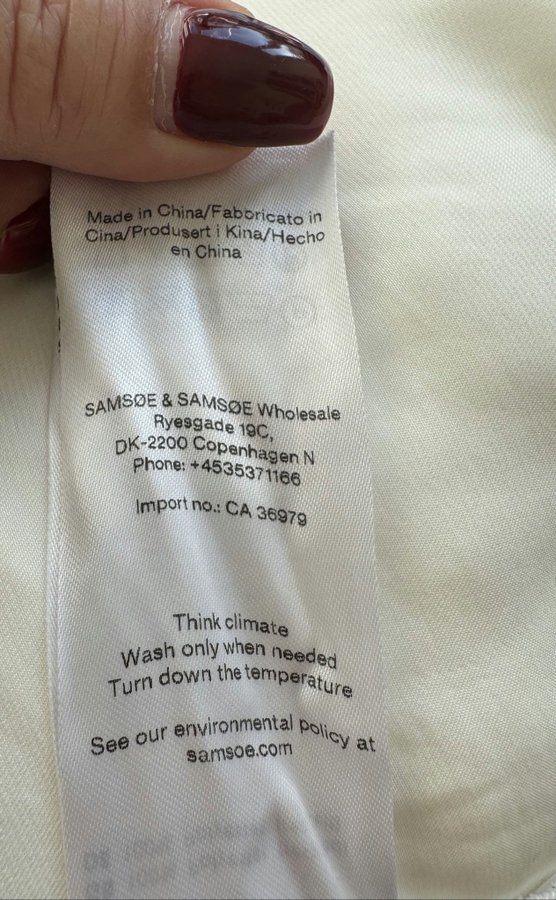 Made in China/Fabbricato in
Cina/Produsert i Kina/Hecho
en China
SAMSØE & SAMSØE Wholesale
Ryesgade 19C,
DK-2200 Copenhagen N
Phone: +4535371166
Import no.: CA 36979
Think climate
Wash only when needed
Turn down the temperature
See our environmental policy at
samsoe.com